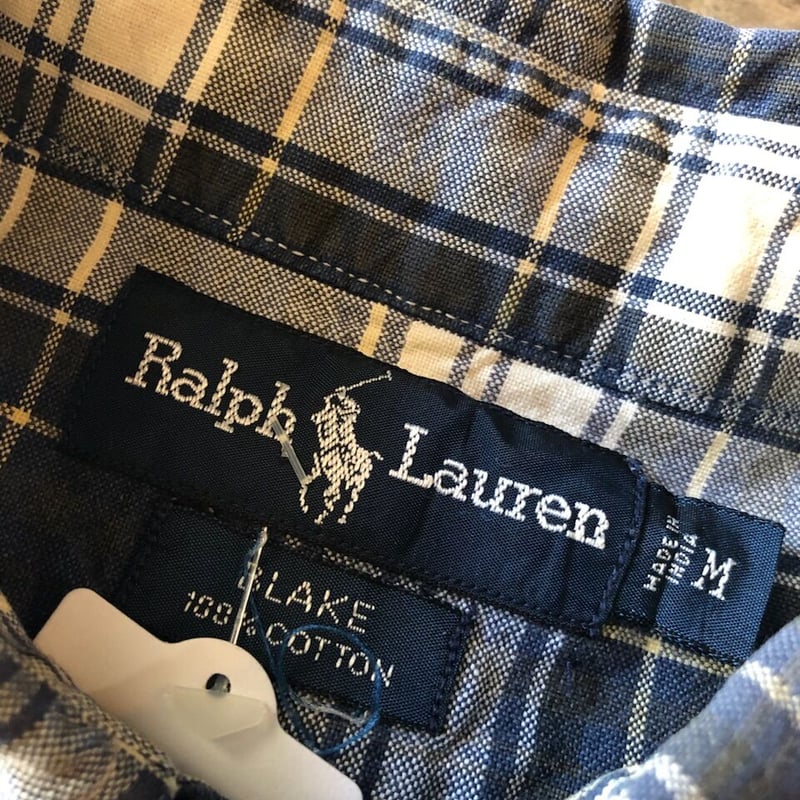 Ralph Lauren
MADE IN
INDIA
M
BLAKE
100% COTTON